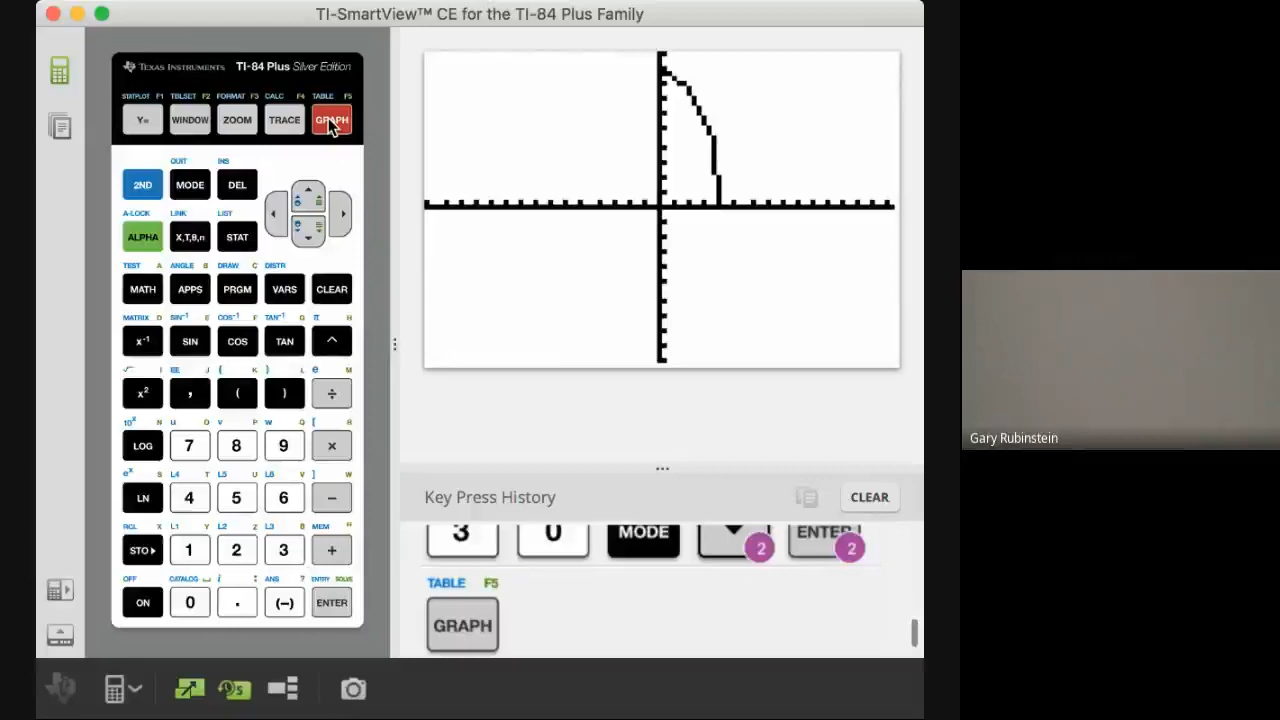 TI-SmartView™ CE for the TI-84 Plus Family
TEXAS INSTRUMENTS TI-84 Plus Silver Edition
STATPLOT F1 TBLSET F2 FORMAT F3 CALC F4 TABLE F5
Y= WINDOW ZOOM TRACE GRAPH
QUIT INS
2ND MODE DEL
A-LOCK LINK LIST
ALPHA X,T,θ,n STAT
TEST A ANGLE B DRAW C DISTR
MATH APPS PRGM VARS CLEAR
MATRIX D SIN⁻¹ E COS⁻¹ F TAN⁻¹ G π H
x⁻¹ SIN COS TAN ^
√ I EE J { K } L e M
x² , ( ) ÷
10ˣ N u O v P w Q [ R
LOG 7 8 9 ×
eˣ S L4 T L5 U L6 V ] W
LN 4 5 6 −
RCL X L1 Y L2 Z L3 θ MEM "
STO▸ 1 2 3 +
OFF CATALOG ␣ i : ANS ? ENTRY SOLVE
ON 0 . (−) ENTER
Key Press History CLEAR
3 0 MODE 2 ENTER 2
TABLE F5
GRAPH
Gary Rubinstein